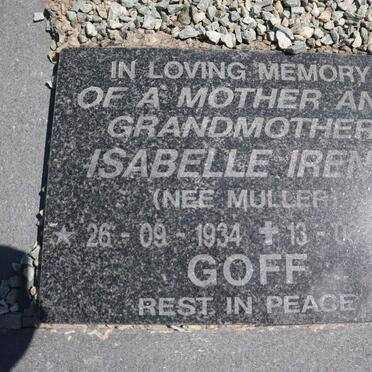 IN LOVING MEMORY
OF A MOTHER AN
GRANDMOTHER
ISABELLE IREN
(NEE MULLER)
26 - 09 - 1934 13 - 0
GOFF
REST IN PEACE